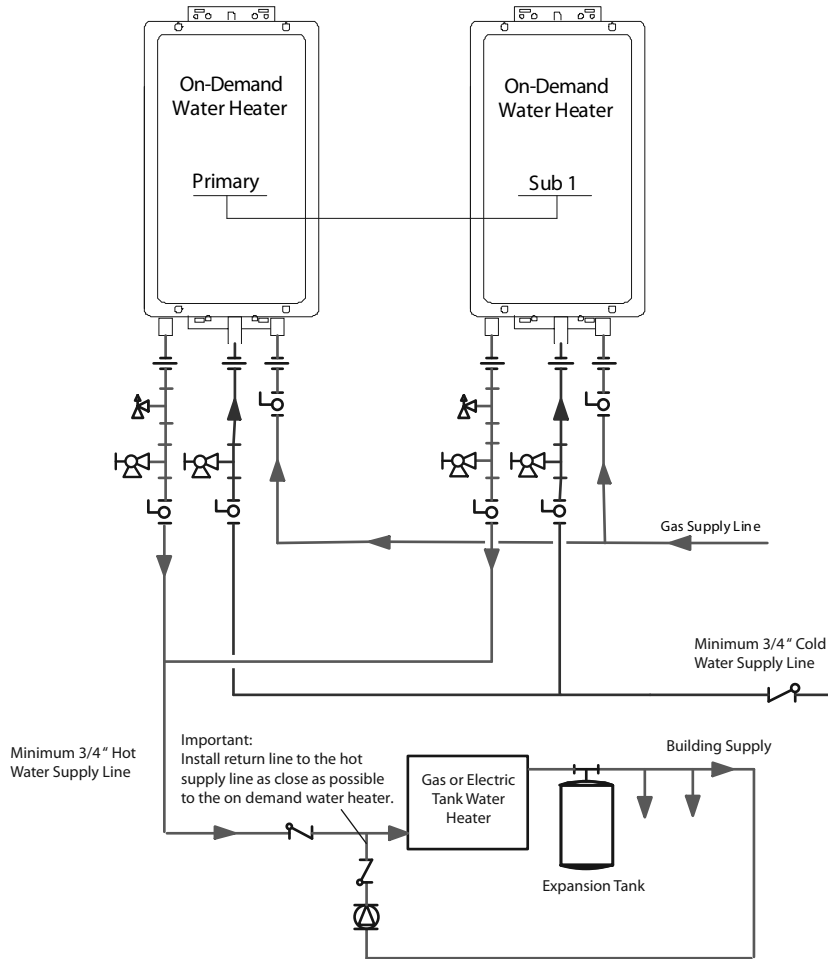 On-Demand
Water Heater
Primary
On-Demand
Water Heater
Sub 1
Gas Supply Line
Minimum 3/4“ Cold
Water Supply Line
Minimum 3/4“ Hot
Water Supply Line
Important:
Install return line to the hot
supply line as close as possible
to the on demand water heater.
Gas or Electric
Tank Water
Heater
Building Supply
Expansion Tank